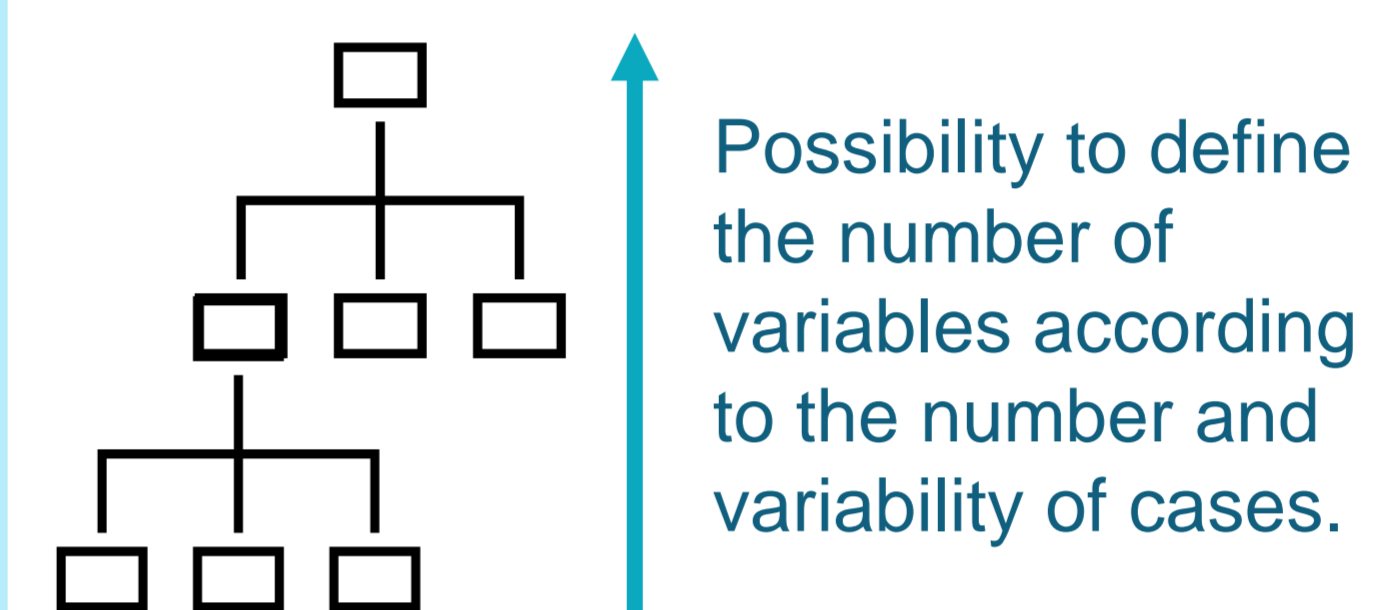 Possibility to define
the number of
variables according
to the number and
variability of cases.